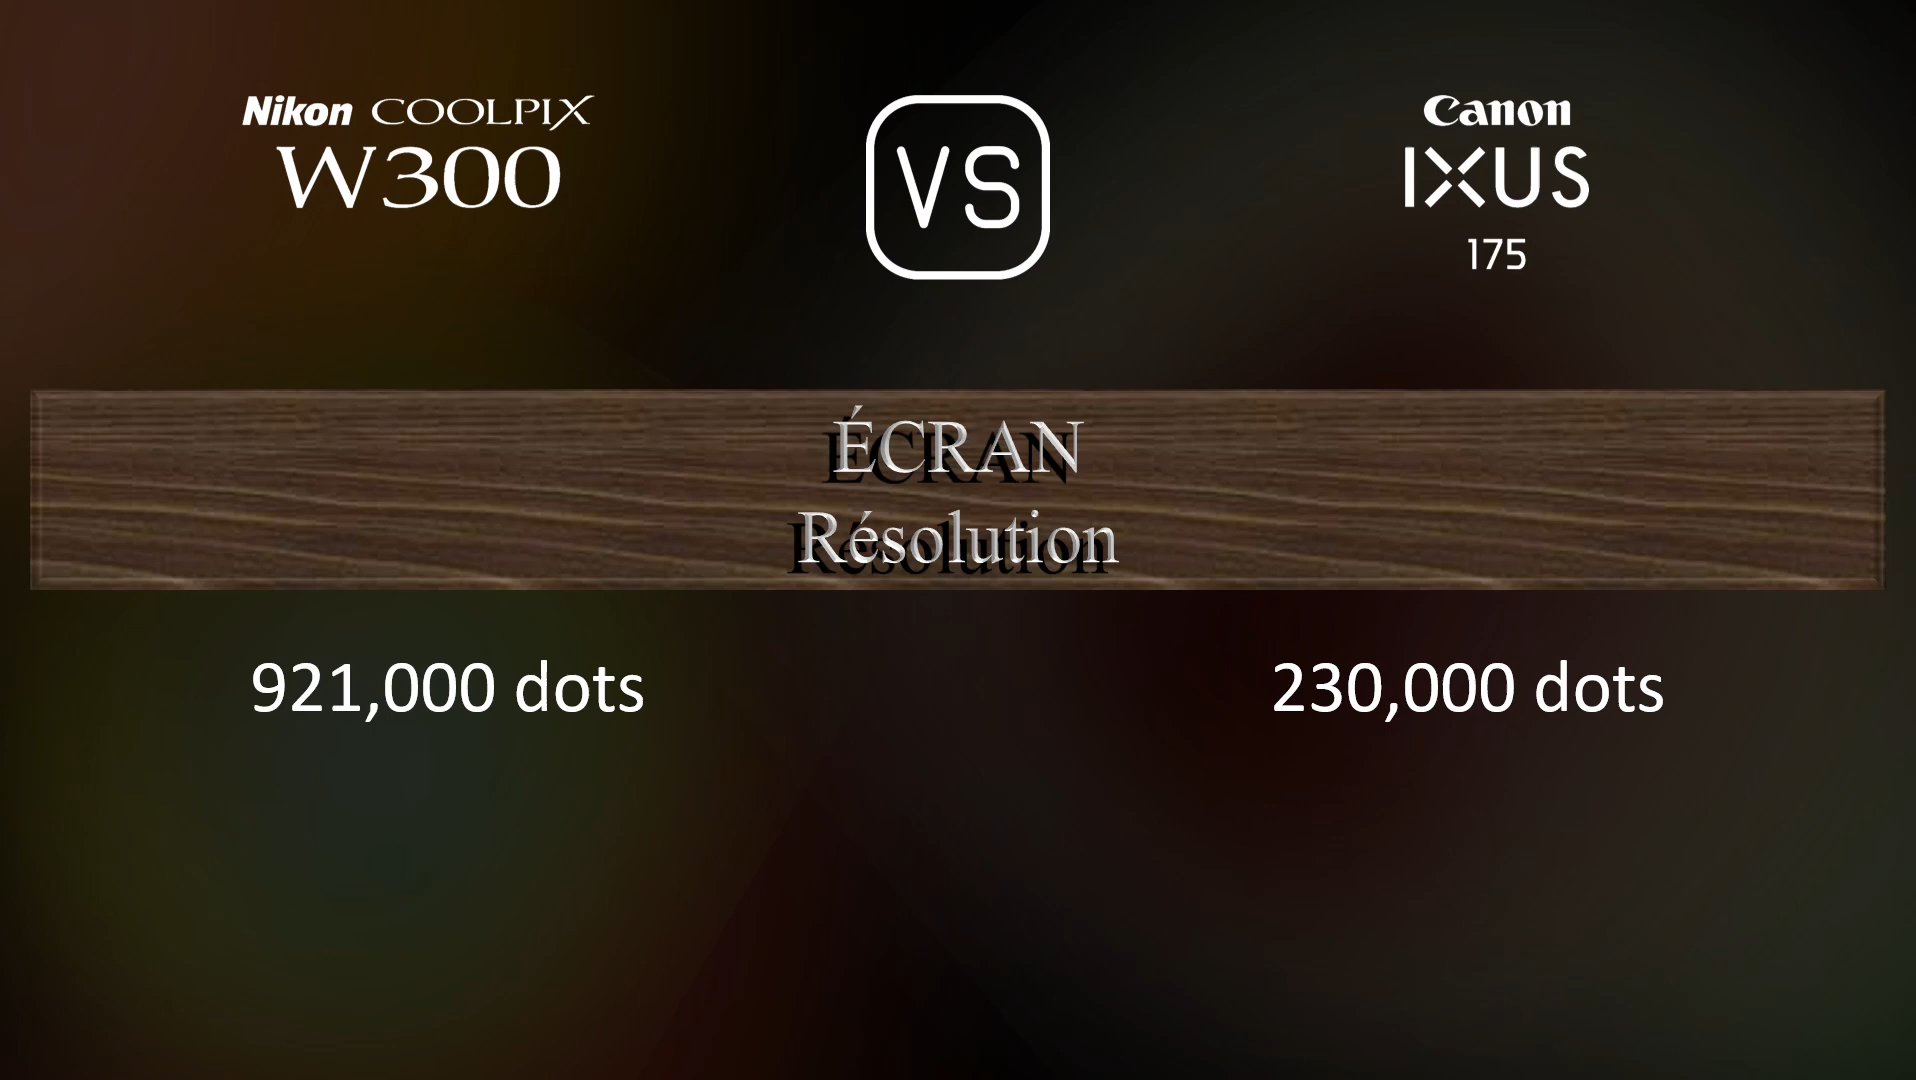 Nikon COOLPIX
W300
VS
Canon
IXUS
175
ÉCRAN
Résolution
921,000 dots
230,000 dots